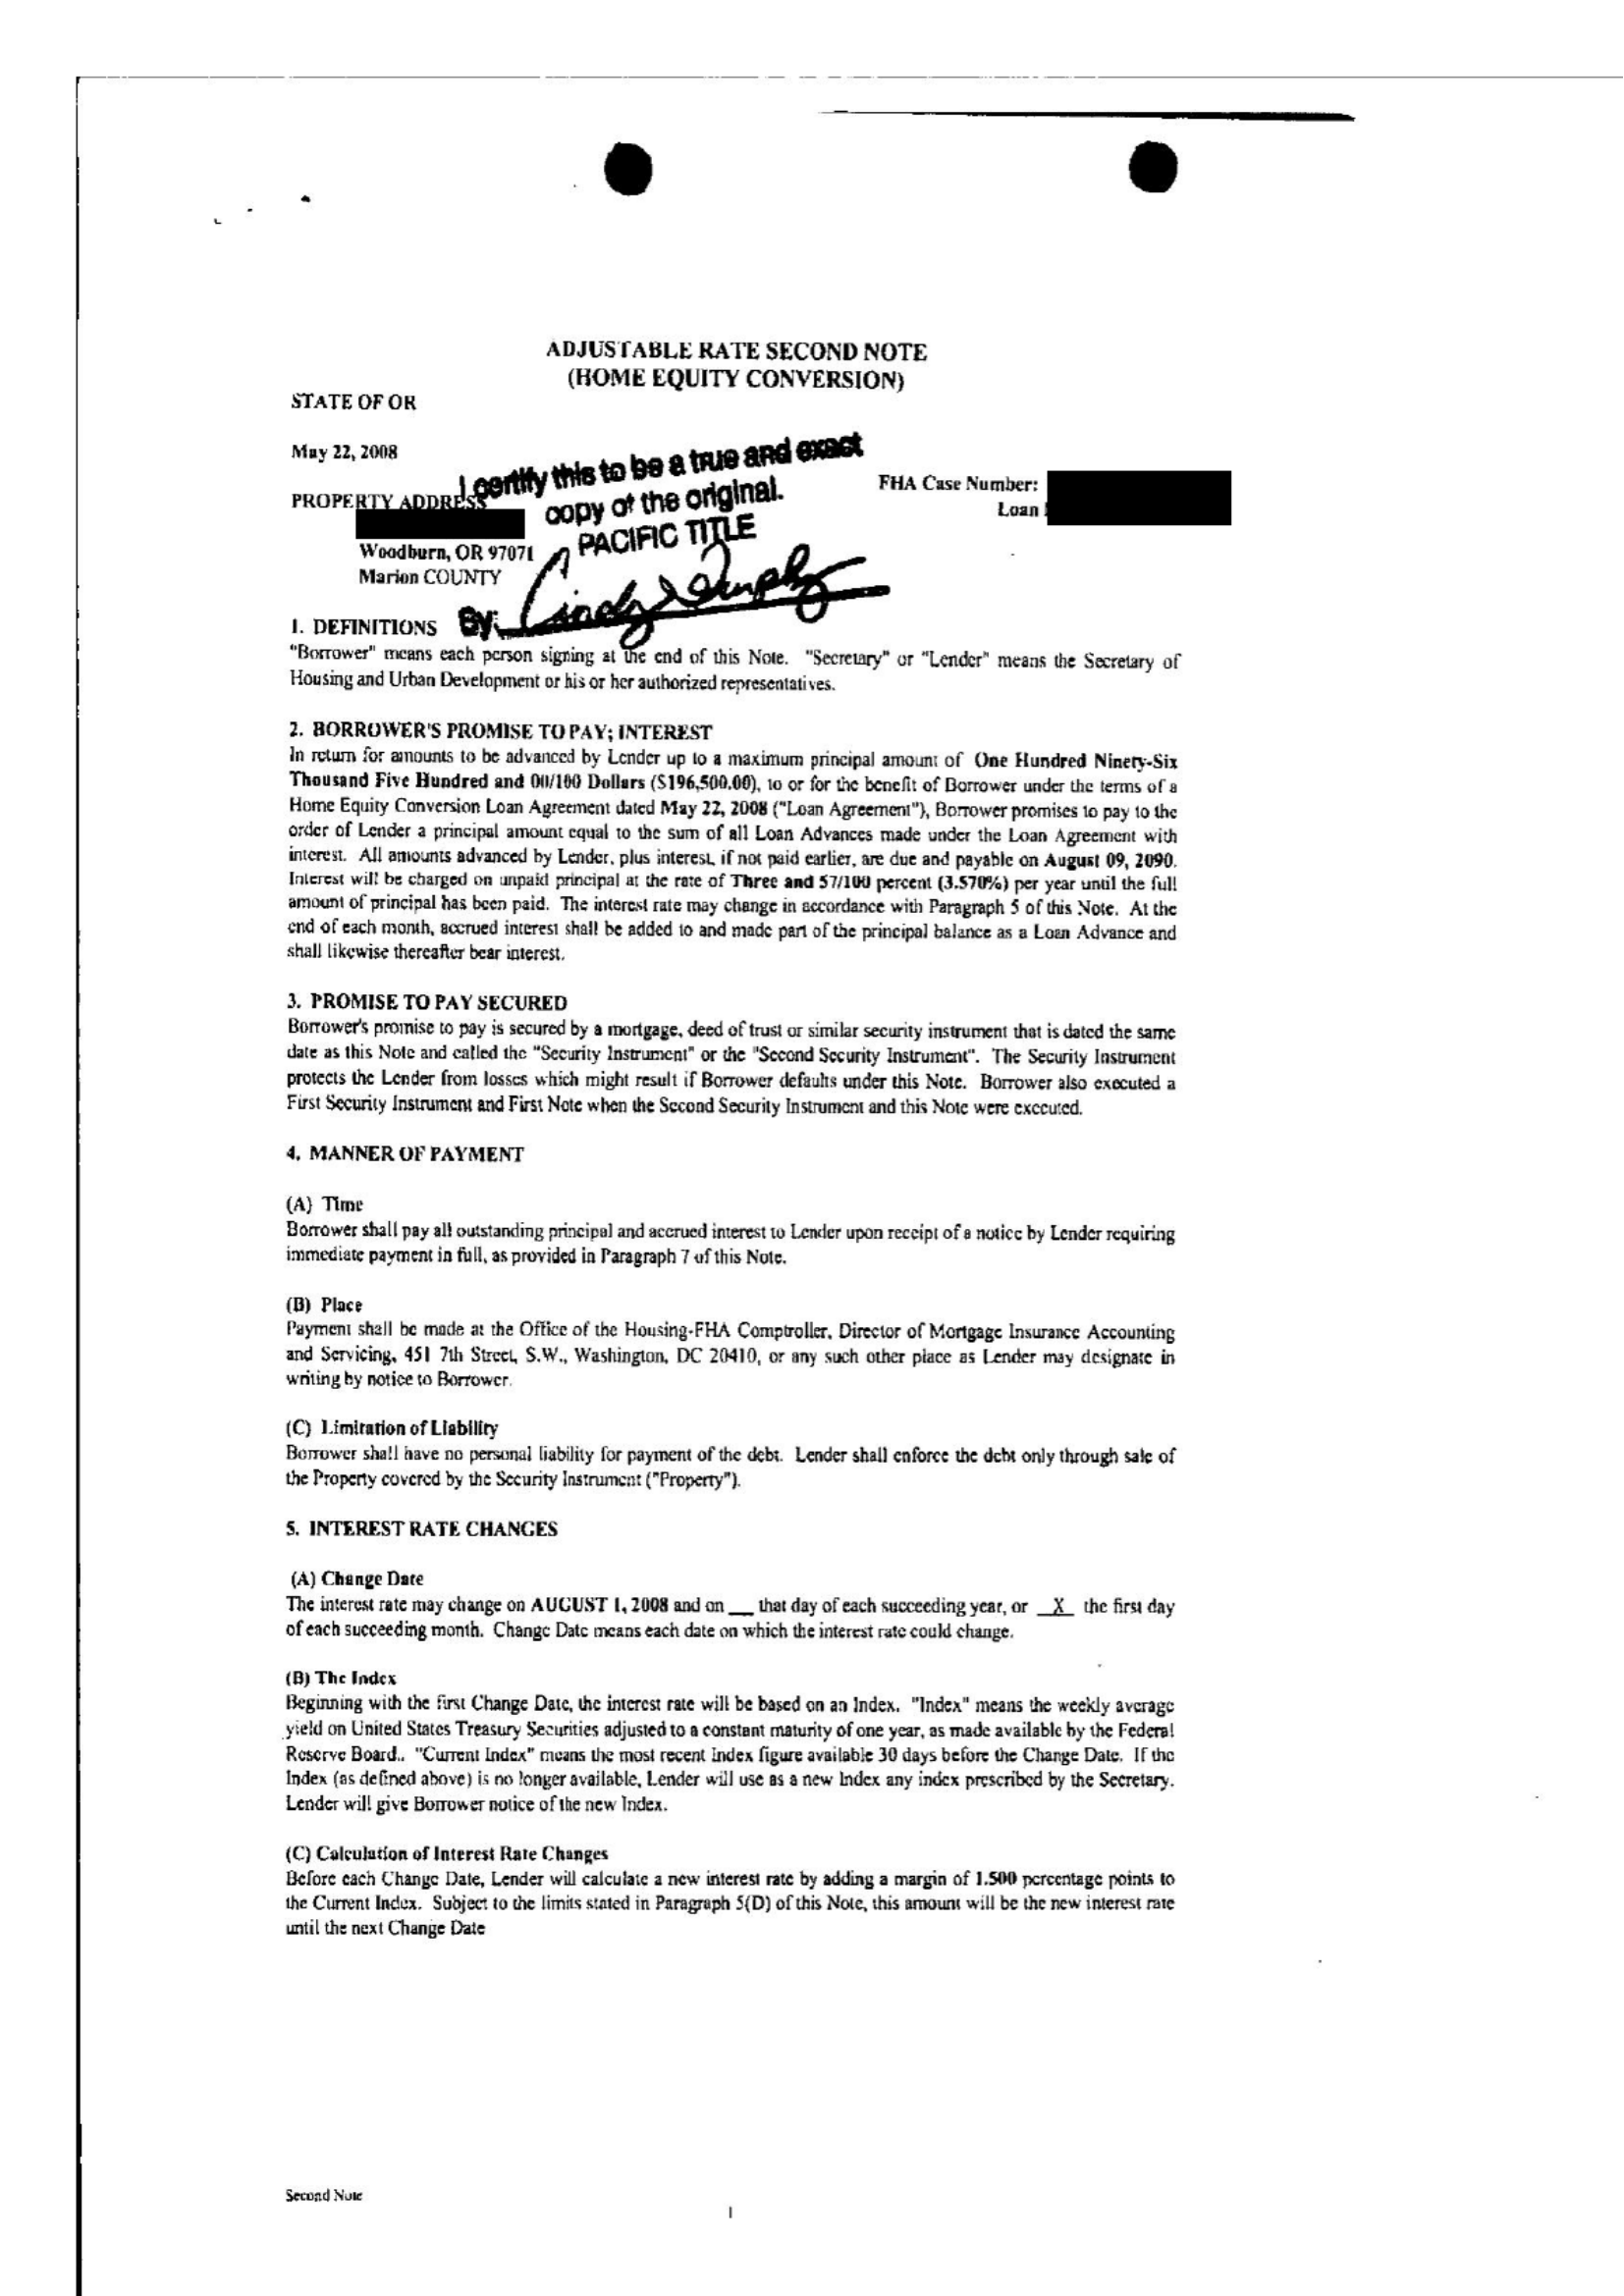 ADJUSTABLE RATE SECOND NOTE
(HOME EQUITY CONVERSION)
STATE OF OR
May 22, 2008
I certify this to be a true and exact
copy of the original.
PACIFIC TITLE
By:
PROPERTY ADDRESS
FHA Case Number:
Loan
Woodburn, OR 97071
Marion COUNTY
1. DEFINITIONS
"Borrower" means each person signing at the end of this Note. "Secretary" or "Lender" means the Secretary of
Housing and Urban Development or his or her authorized representatives.
2. BORROWER'S PROMISE TO PAY; INTEREST
In return for amounts to be advanced by Lender up to a maximum principal amount of One Hundred Ninety-Six
Thousand Five Hundred and 00/100 Dollars ($196,500.00), to or for the benefit of Borrower under the terms of a
Home Equity Conversion Loan Agreement dated May 22, 2008 ("Loan Agreement"), Borrower promises to pay to the
order of Lender a principal amount equal to the sum of all Loan Advances made under the Loan Agreement with
interest. All amounts advanced by Lender, plus interest, if not paid earlier, are due and payable on August 09, 2090.
Interest will be charged on unpaid principal at the rate of Three and 57/100 percent (3.570%) per year until the full
amount of principal has been paid. The interest rate may change in accordance with Paragraph 5 of this Note. At the
end of each month, accrued interest shall be added to and made part of the principal balance as a Loan Advance and
shall likewise thereafter bear interest.
3. PROMISE TO PAY SECURED
Borrower's promise to pay is secured by a mortgage, deed of trust or similar security instrument that is dated the same
date as this Note and called the "Security Instrument" or the "Second Security Instrument". The Security Instrument
protects the Lender from losses which might result if Borrower defaults under this Note. Borrower also executed a
First Security Instrument and First Note when the Second Security Instrument and this Note were executed.
4. MANNER OF PAYMENT
(A) Time
Borrower shall pay all outstanding principal and accrued interest to Lender upon receipt of a notice by Lender requiring
immediate payment in full, as provided in Paragraph 7 of this Note.
(B) Place
Payment shall be made at the Office of the Housing-FHA Comptroller, Director of Mortgage Insurance Accounting
and Servicing, 451 7th Street, S.W., Washington, DC 20410, or any such other place as Lender may designate in
writing by notice to Borrower.
(C) Limitation of Liability
Borrower shall have no personal liability for payment of the debt. Lender shall enforce the debt only through sale of
the Property covered by the Security Instrument ("Property").
5. INTEREST RATE CHANGES
(A) Change Date
The interest rate may change on AUGUST 1, 2008 and on __ that day of each succeeding year, or _X_ the first day
of each succeeding month. Change Date means each date on which the interest rate could change.
(B) The Index
Beginning with the first Change Date, the interest rate will be based on an Index. "Index" means the weekly average
yield on United States Treasury Securities adjusted to a constant maturity of one year, as made available by the Federal
Reserve Board.. "Current Index" means the most recent Index figure available 30 days before the Change Date. If the
Index (as defined above) is no longer available, Lender will use as a new Index any index prescribed by the Secretary.
Lender will give Borrower notice of the new Index.
(C) Calculation of Interest Rate Changes
Before each Change Date, Lender will calculate a new interest rate by adding a margin of 1.500 percentage points to
the Current Index. Subject to the limits stated in Paragraph 5(D) of this Note, this amount will be the new interest rate
until the next Change Date
Second Note
1